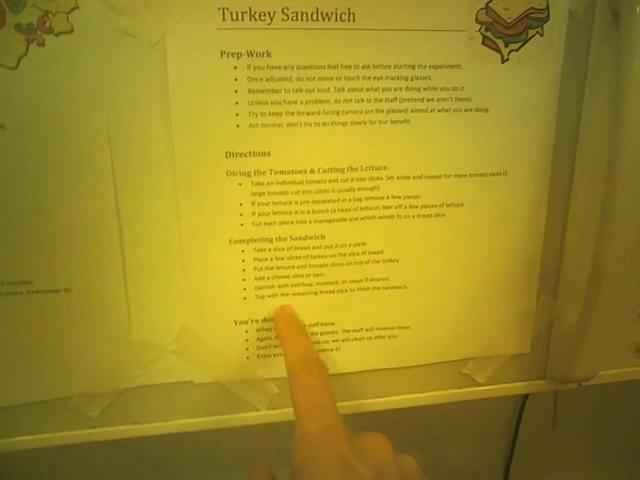 Turkey Sandwich
Prep-Work
If you have any questions feel free to ask before starting the experiment.
Once adjusted, do not move or touch the eye-tracking glasses.
Remember to talk out loud. Talk about what you are doing while you do it.
Unless you have a problem, do not talk to the staff (pretend we aren't there)
Try to keep the forward-facing camera (on the glasses) aimed at what you are doing.
Act normal, don't try to do things slowly for our benefit.
Directions
Dicing the Tomatoes & Cutting the Lettuce.
Take an individual tomato and cut it into slices. Set aside and repeat for more tomato slices (1
large tomato cut into slices is usually enough)
If your lettuce is pre-separated in a bag remove a few pieces
If your lettuce is in a bunch (a head of lettuce) tear off a few pieces of lettuce
Cut each piece into a manageable size which would fit on a bread slice
Completing the Sandwich
Take a slice of bread and put it on a plate
Place a few slices of turkey on the slice of bread
Put the lettuce and tomato slices on top of the turkey
Add a cheese slice or two
Garnish with ketchup, mustard, or mayo if desired
Top with the remaining bread slice to finish the sandwich.
You're
staff know
Again, the glasses. The staff will remove them.
Don't up, we will clean up after you.
Enjoy